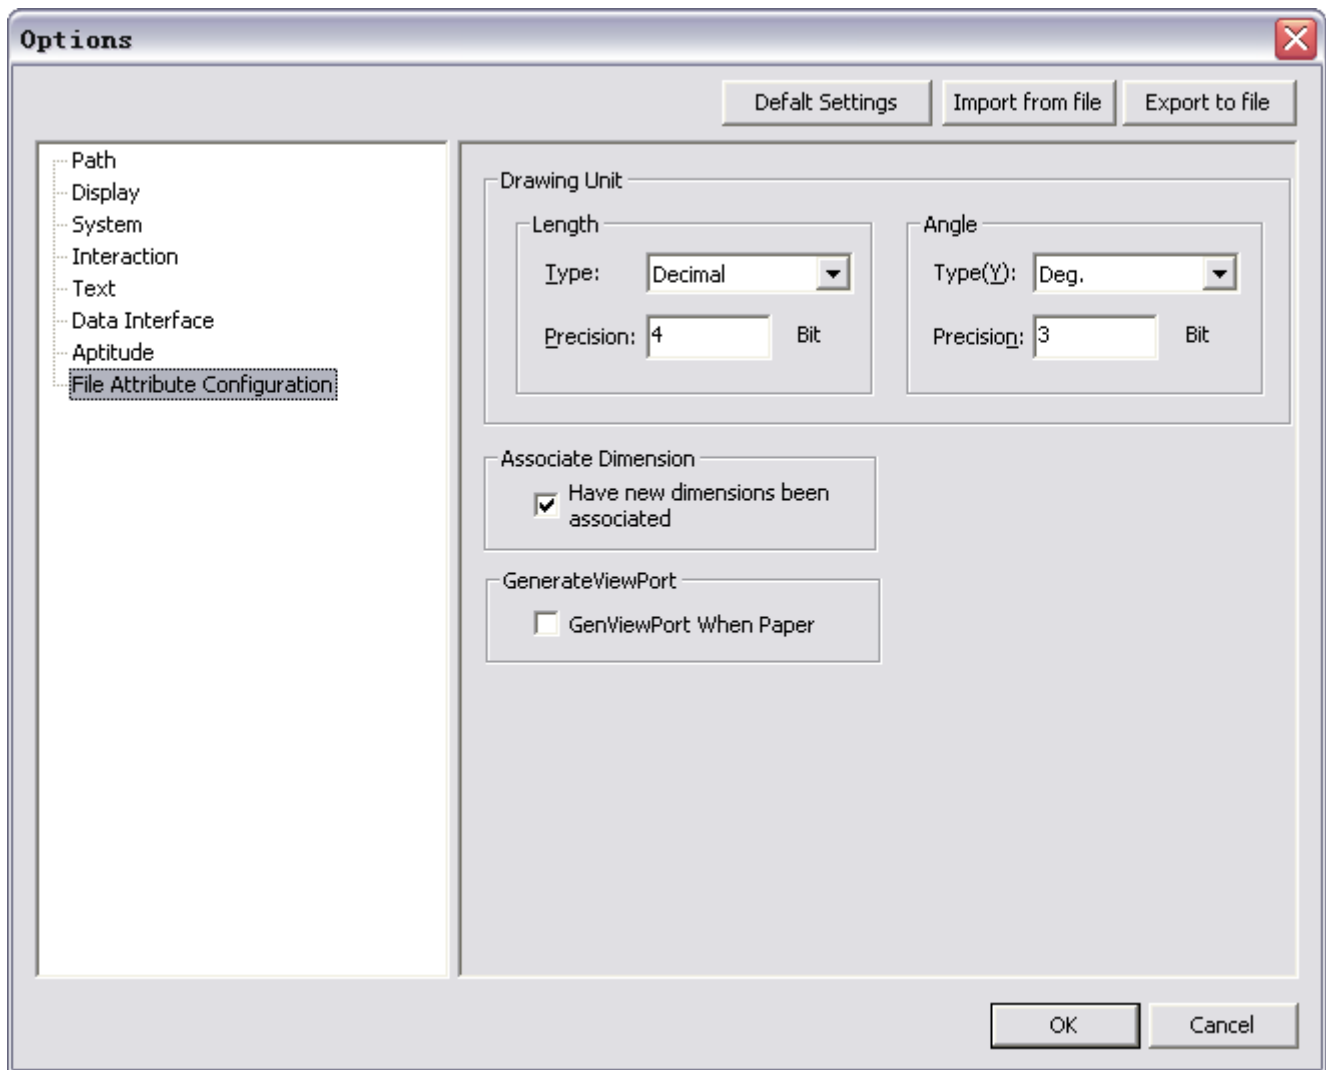 Options
Defalt Settings
Import from file
Export to file
Path
Display
System
Interaction
Text
Data Interface
Aptitude
File Attribute Configuration
Drawing Unit
Length
Type: Decimal
Precision: 4 Bit
Angle
Type(Y): Deg.
Precision: 3 Bit
Associate Dimension
Have new dimensions been
associated
GenerateViewPort
GenViewPort When Paper
OK
Cancel